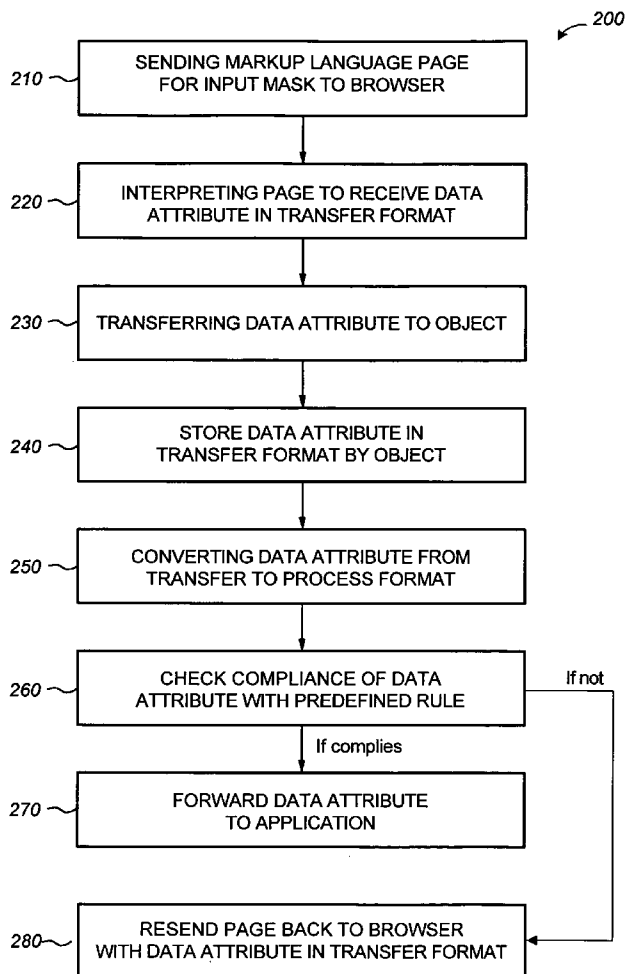 200
210
SENDING MARKUP LANGUAGE PAGE
FOR INPUT MASK TO BROWSER
220
INTERPRETING PAGE TO RECEIVE DATA
ATTRIBUTE IN TRANSFER FORMAT
230
TRANSFERRING DATA ATTRIBUTE TO OBJECT
240
STORE DATA ATTRIBUTE IN
TRANSFER FORMAT BY OBJECT
250
CONVERTING DATA ATTRIBUTE FROM
TRANSFER TO PROCESS FORMAT
260
CHECK COMPLIANCE OF DATA
ATTRIBUTE WITH PREDEFINED RULE
If not
If complies
270
FORWARD DATA ATTRIBUTE
TO APPLICATION
280
RESEND PAGE BACK TO BROWSER
WITH DATA ATTRIBUTE IN TRANSFER FORMAT